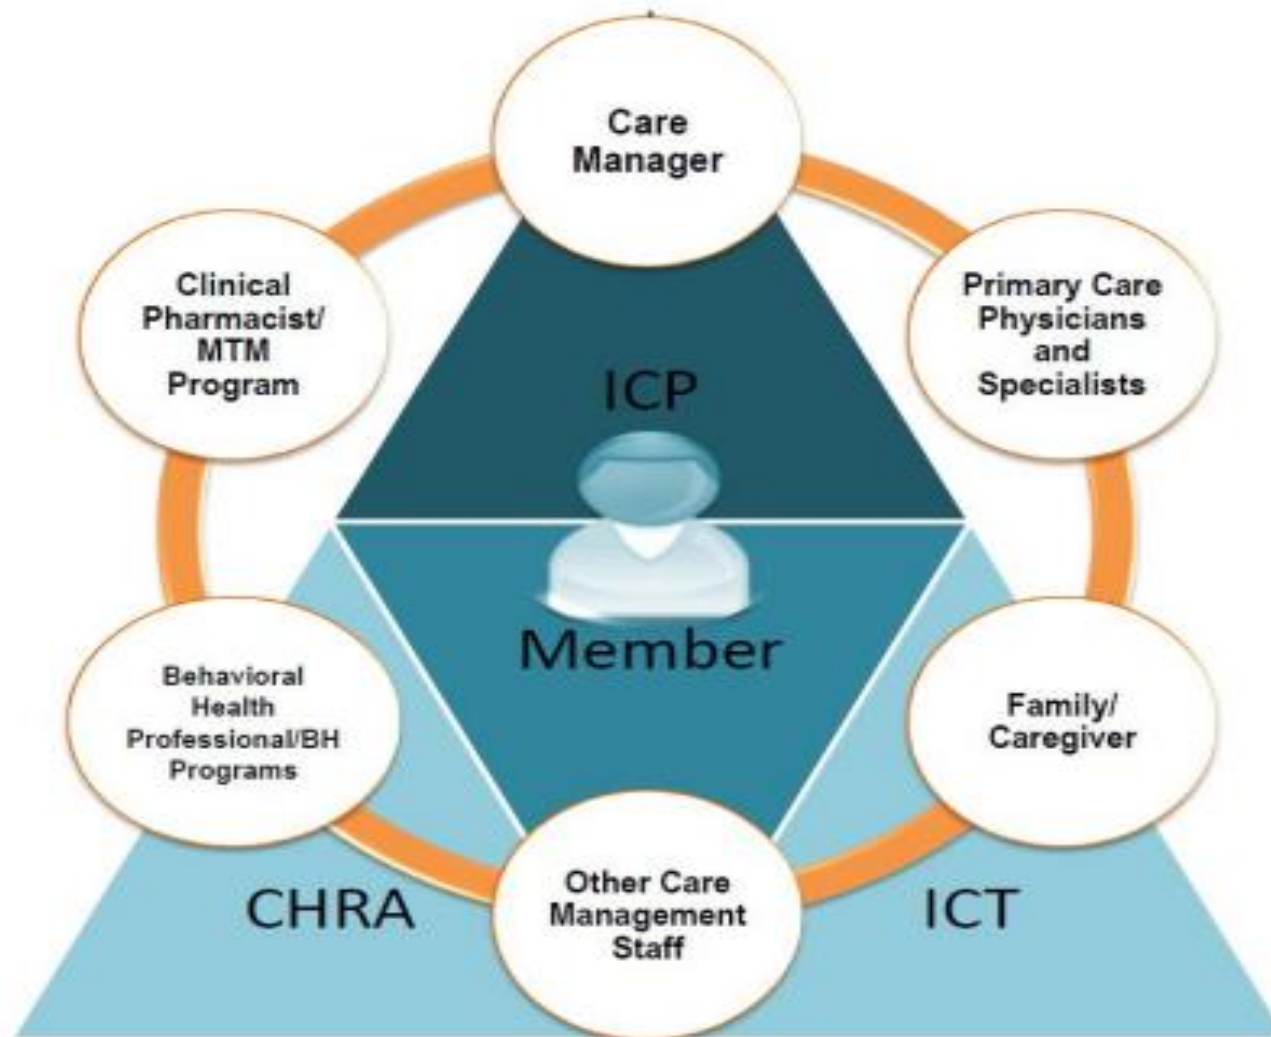 Care
Manager
Clinical
Pharmacist/
MTM
Program
Primary Care
Physicians
and
Specialists
ICP
Member
Behavioral
Health
Professional/BH
Programs
Family/
Caregiver
CHRA
Other Care
Management
Staff
ICT